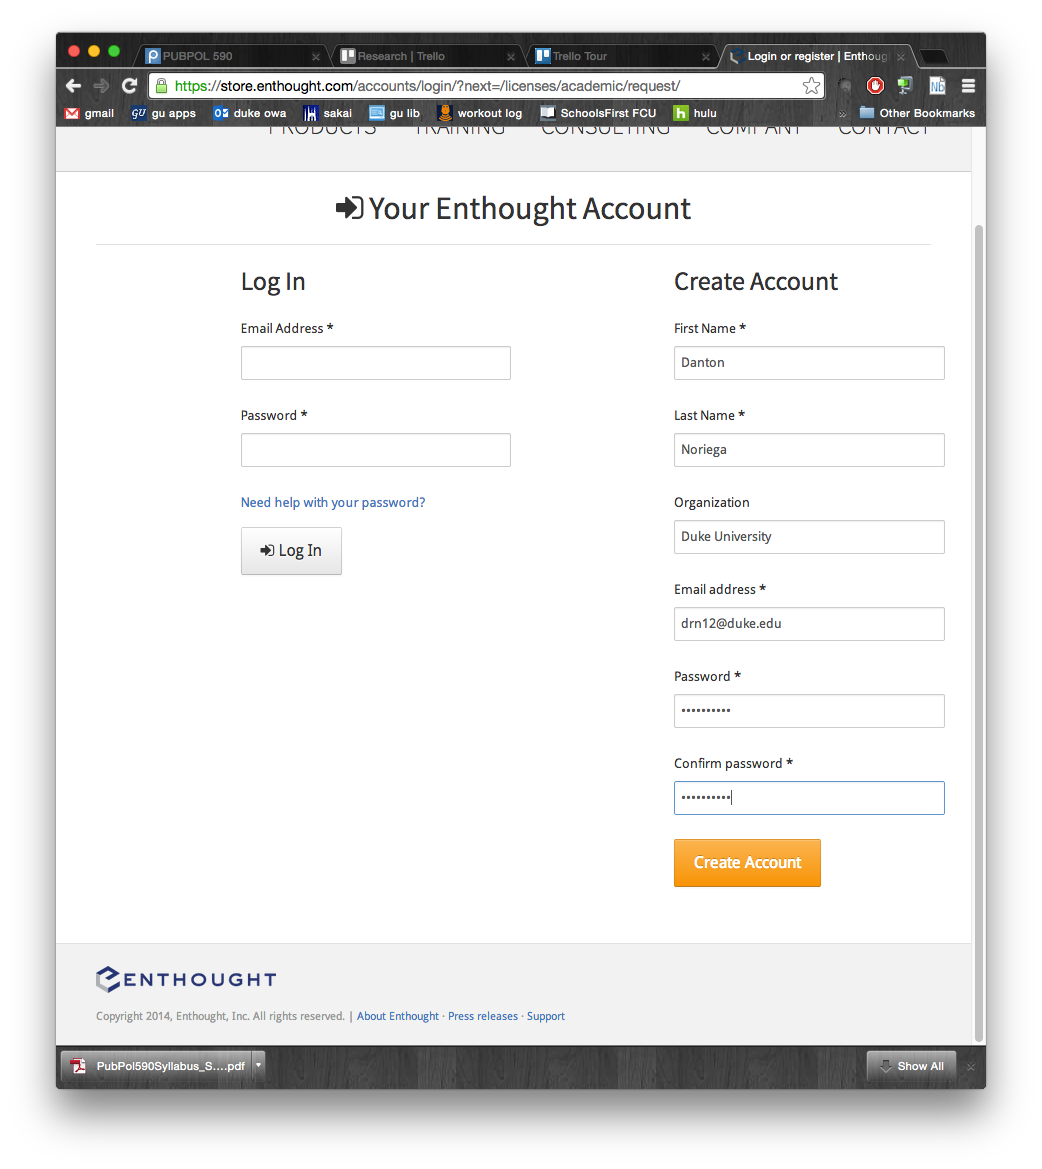 PUBPOL 590
Research | Trello
Trello Tour
Login or register | Enthoug
https://store.enthought.com/accounts/login/?next=/licenses/academic/request/
gmail
gu apps
duke owa
sakai
gu lib
workout log
SchoolsFirst FCU
hulu
»
Other Bookmarks
PRODUCTS TRAINING CONSULTING COMPANY CONTACT
Your Enthought Account
Log In
Email Address *
Password *
Need help with your password?
Log In
Create Account
First Name *
Danton
Last Name *
Noriega
Organization
Duke University
Email address *
drn12@duke.edu
Password *
••••••••••
Confirm password *
••••••••••
Create Account
ENTHOUGHT
Copyright 2014, Enthought, Inc. All rights reserved. | About Enthought · Press releases · Support
PubPol590Syllabus_S....pdf
Show All